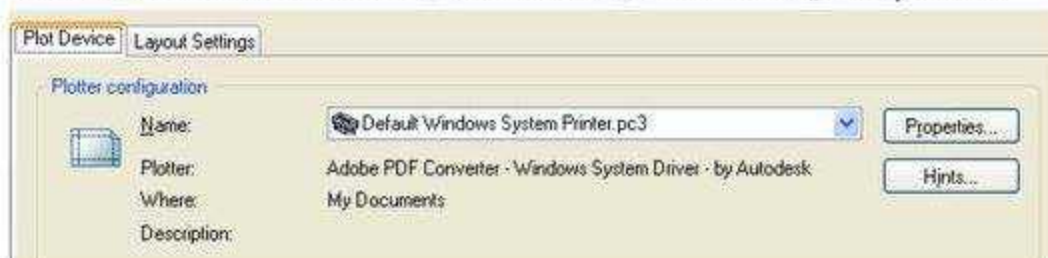 Plot Device Layout Settings
Plotter configuration
Name: Default Windows System Printer.pc3 Properties...
Plotter: Adobe PDF Converter - Windows System Driver - by Autodesk Hints...
Where: My Documents
Description: